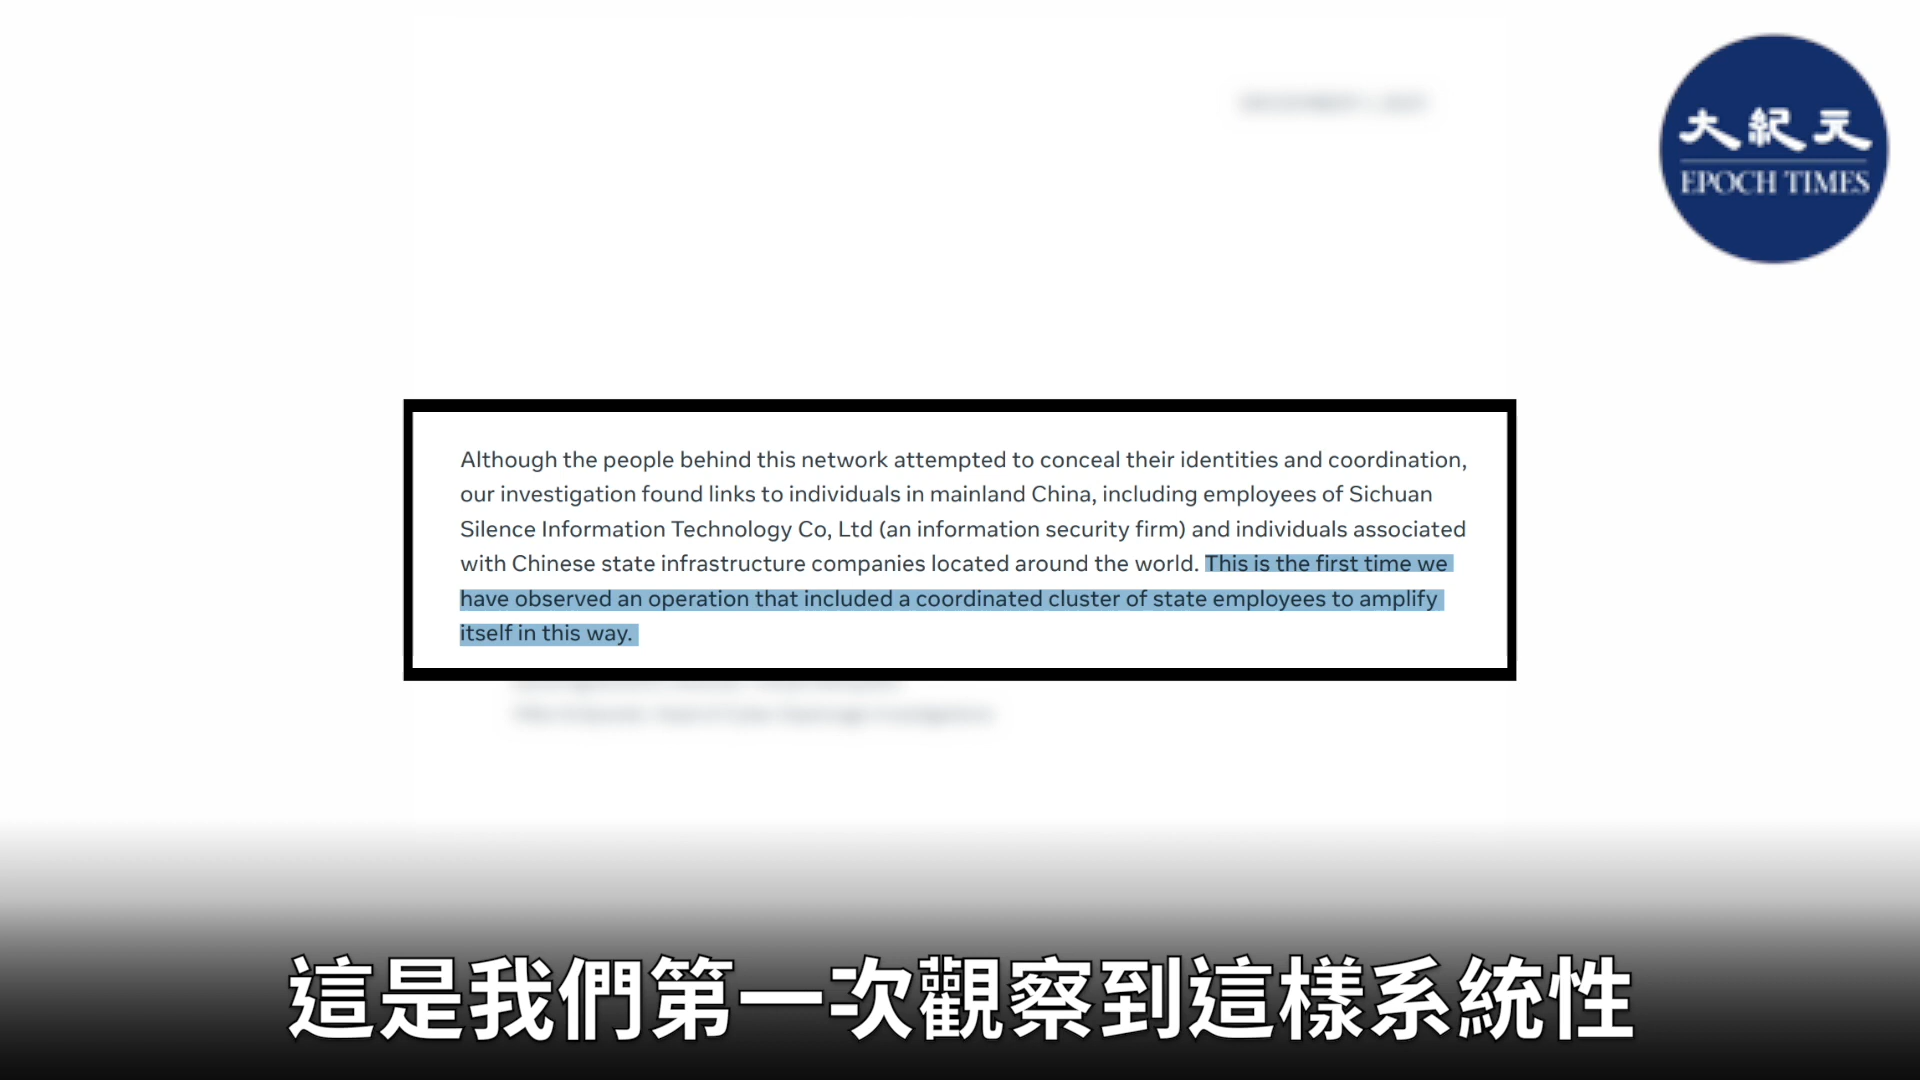 大紀元
EPOCH TIMES
Although the people behind this network attempted to conceal their identities and coordination,
our investigation found links to individuals in mainland China, including employees of Sichuan
Silence Information Technology Co, Ltd (an information security firm) and individuals associated
with Chinese state infrastructure companies located around the world. This is the first time we
have observed an operation that included a coordinated cluster of state employees to amplify
itself in this way.
這是我們第一次觀察到這樣系統性